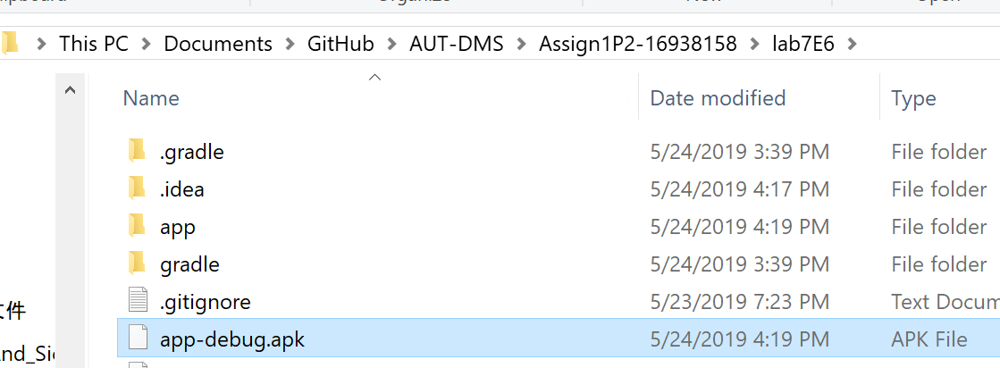 This PC > Documents > GitHub > AUT-DMS > Assign1P2-16938158 > lab7E6 >
Name Date modified Type
.gradle 5/24/2019 3:39 PM File folder
.idea 5/24/2019 4:17 PM File folder
app 5/24/2019 4:19 PM File folder
gradle 5/24/2019 3:39 PM File folder
.gitignore 5/23/2019 7:23 PM Text Docum
件
app-debug.apk 5/24/2019 4:19 PM APK File